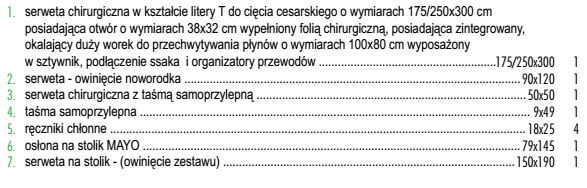 1. serweta chirurgiczna w kształcie litery T do cięcia cesarskiego o wymiarach 175/250x300 cm
posiadająca otwór o wymiarach 38x32 cm wypełniony folią chirurgiczną, posiadająca zintegrowany,
okalający duży worek do przechwytywania płynów o wymiarach 100x80 cm wyposażony
w sztywnik, podłączenie ssaka i organizatory przewodów ........................................................175/250x300 1
2. serweta - owinięcie noworodka ........................................................90x120 1
3. serweta chirurgiczna z taśmą samoprzylepną ........................................................50x50 1
4. taśma samoprzylepna ........................................................9x49 1
5. ręczniki chłonne ........................................................18x25 4
6. osłona na stolik MAYO ........................................................79x145 1
7. serweta na stolik - (owinięcie zestawu) ........................................................150x190 1